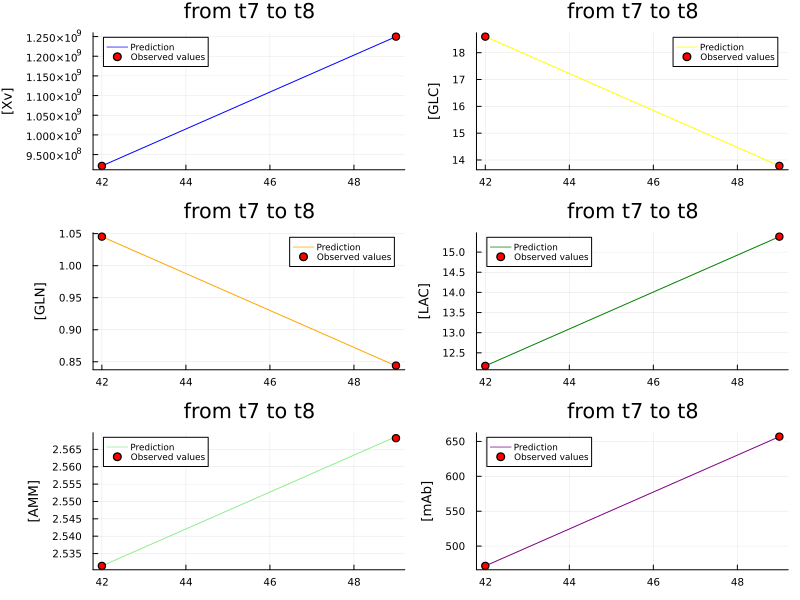 from t7 to t8
1.250×10⁹
1.200×10⁹
1.150×10⁹
1.100×10⁹
1.050×10⁹
1.000×10⁹
9.500×10⁸
[Xv]
Prediction
Observed values
42 44 46 48
from t7 to t8
18
17
16
15
14
[GLC]
Prediction
Observed values
42 44 46 48
from t7 to t8
1.05
1.00
0.95
0.90
0.85
[GLN]
Prediction
Observed values
42 44 46 48
from t7 to t8
15.0
14.5
14.0
13.5
13.0
12.5
[LAC]
Prediction
Observed values
42 44 46 48
from t7 to t8
2.565
2.560
2.555
2.550
2.545
2.540
2.535
[AMM]
Prediction
Observed values
42 44 46 48
from t7 to t8
650
600
550
500
[mAb]
Prediction
Observed values
42 44 46 48